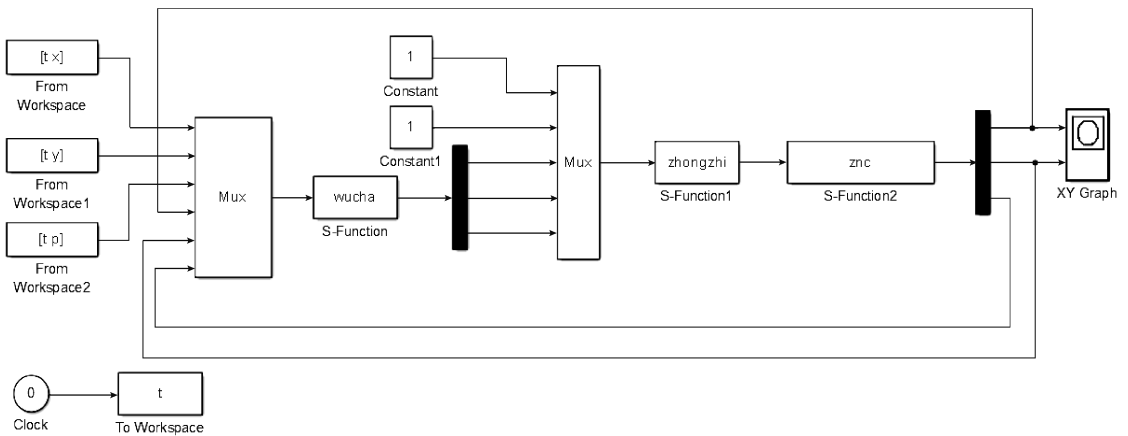 [t x]
From
Workspace
[t y]
From
Workspace1
[t p]
From
Workspace2
Mux
wucha
S-Function
1
Constant
1
Constant1
Mux
zhongzhi
S-Function1
znc
S-Function2
XY Graph
0
Clock
t
To Workspace